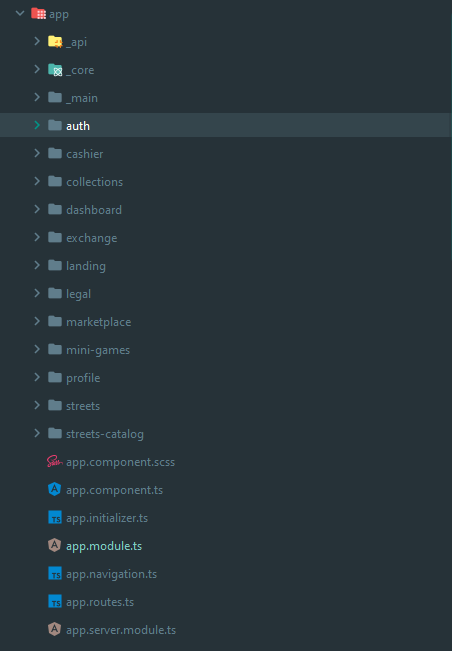 app
_api
_core
_main
auth
cashier
collections
dashboard
exchange
landing
legal
marketplace
mini-games
profile
streets
streets-catalog
app.component.scss
app.component.ts
app.initializer.ts
app.module.ts
app.navigation.ts
app.routes.ts
app.server.module.ts